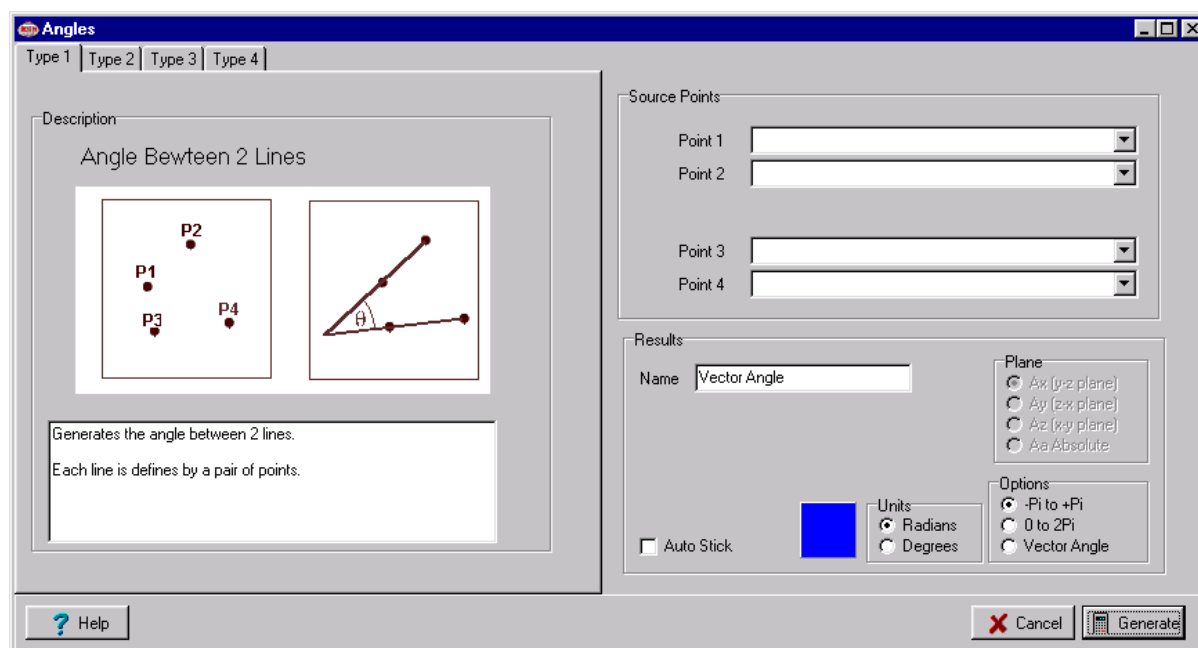 Angles
Type 1 Type 2 Type 3 Type 4
Description
Angle Bewteen 2 Lines
P2
P1
P3
P4
θ
Generates the angle between 2 lines.
Each line is defines by a pair of points.
Source Points
Point 1
Point 2
Point 3
Point 4
Results
Name Vector Angle
Plane
Ax (y-z plane)
Ay (z-x plane)
Az (x-y plane)
Aa Absolute
Auto Stick
Units
Radians
Degrees
Options
-Pi to +Pi
0 to 2Pi
Vector Angle
Help
Cancel
Generate